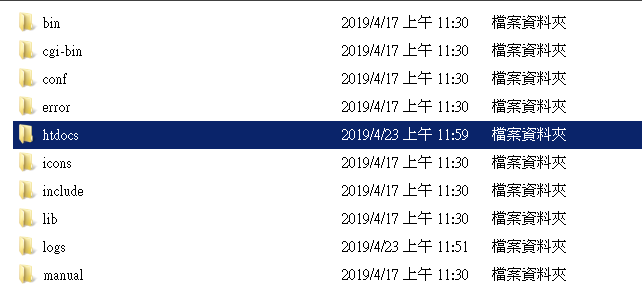 bin 2019/4/17 上午 11:30 檔案資料夾
cgi-bin 2019/4/17 上午 11:30 檔案資料夾
conf 2019/4/17 上午 11:30 檔案資料夾
error 2019/4/17 上午 11:30 檔案資料夾
htdocs 2019/4/23 上午 11:59 檔案資料夾
icons 2019/4/17 上午 11:30 檔案資料夾
include 2019/4/17 上午 11:30 檔案資料夾
lib 2019/4/17 上午 11:30 檔案資料夾
logs 2019/4/23 上午 11:51 檔案資料夾
manual 2019/4/17 上午 11:30 檔案資料夾